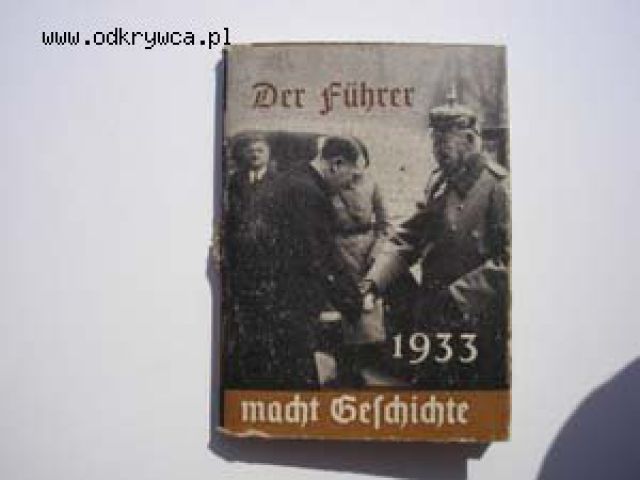 www.odkrywca.pl
Der Führer
1933
macht Geſchichte